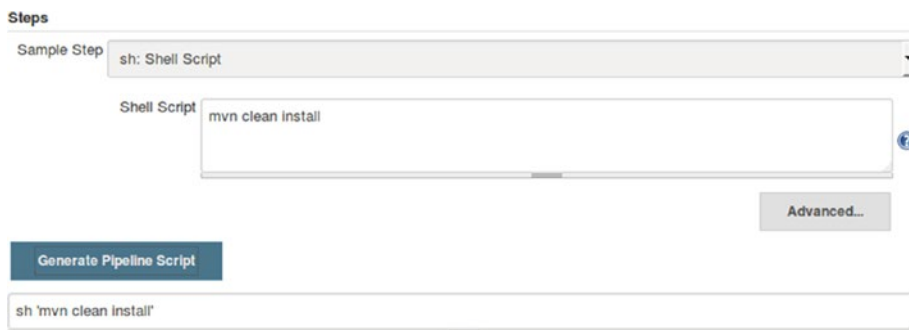 Steps
Sample Step
sh: Shell Script
Shell Script
mvn clean install
Advanced...
Generate Pipeline Script
sh 'mvn clean install'